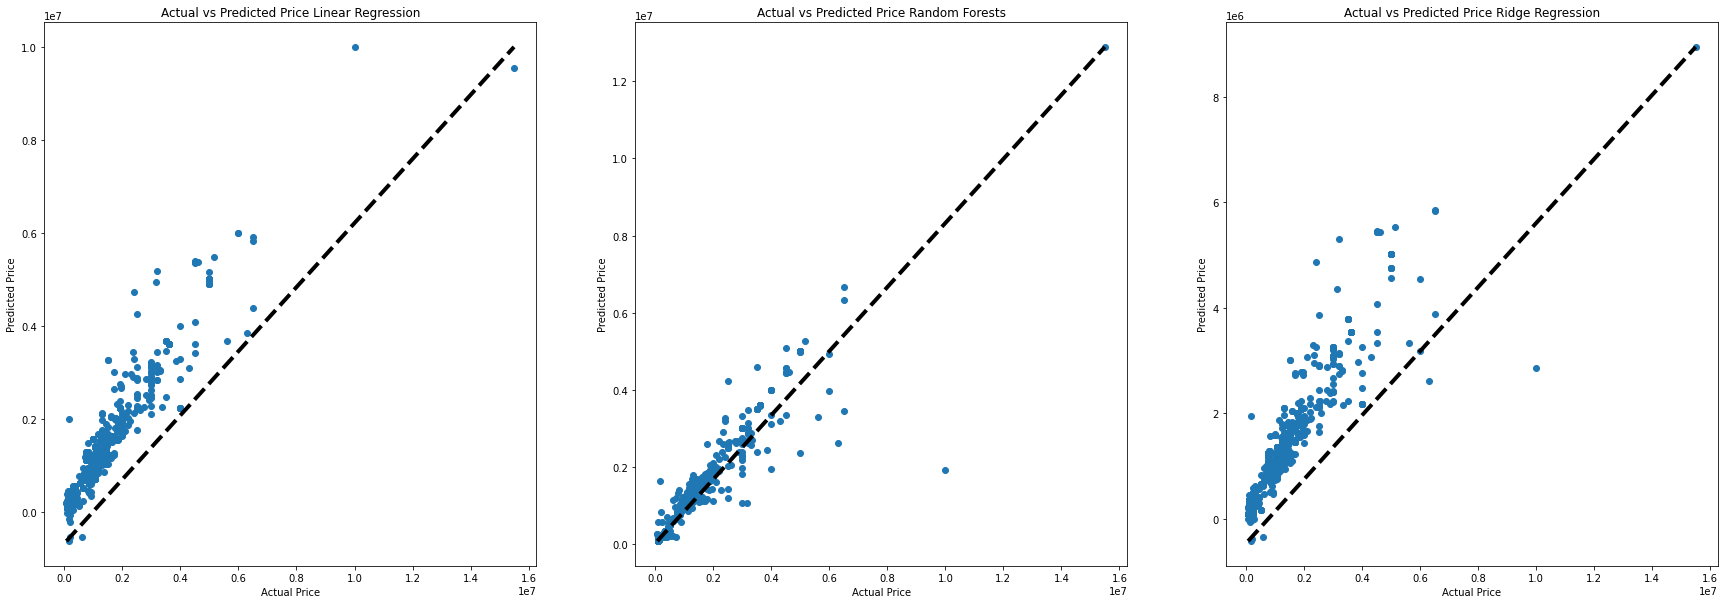 Actual vs Predicted Price Linear Regression
1e7
1.0
0.8
0.6
0.4
0.2
0.0
Predicted Price
0.0 0.2 0.4 0.6 0.8 1.0 1.2 1.4 1.6
1e7
Actual Price
Actual vs Predicted Price Random Forests
1e7
1.2
1.0
0.8
0.6
0.4
0.2
0.0
Predicted Price
0.0 0.2 0.4 0.6 0.8 1.0 1.2 1.4 1.6
1e7
Actual Price
Actual vs Predicted Price Ridge Regression
1e6
8
6
4
2
0
Predicted Price
0.0 0.2 0.4 0.6 0.8 1.0 1.2 1.4 1.6
1e7
Actual Price